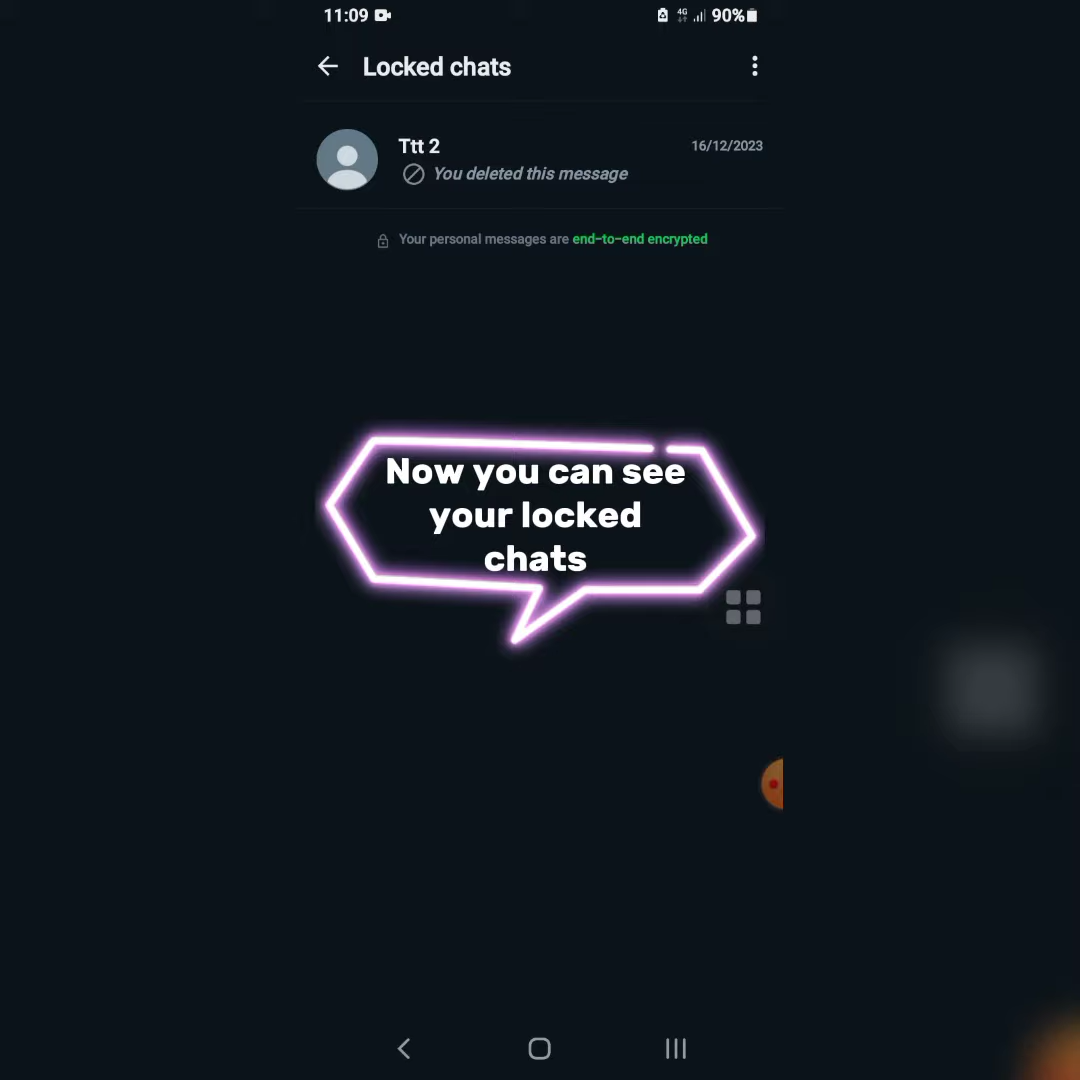 11:09
4G
90%
Locked chats
Ttt 2
16/12/2023
You deleted this message
Your personal messages are end-to-end encrypted
Now you can see
your locked
chats